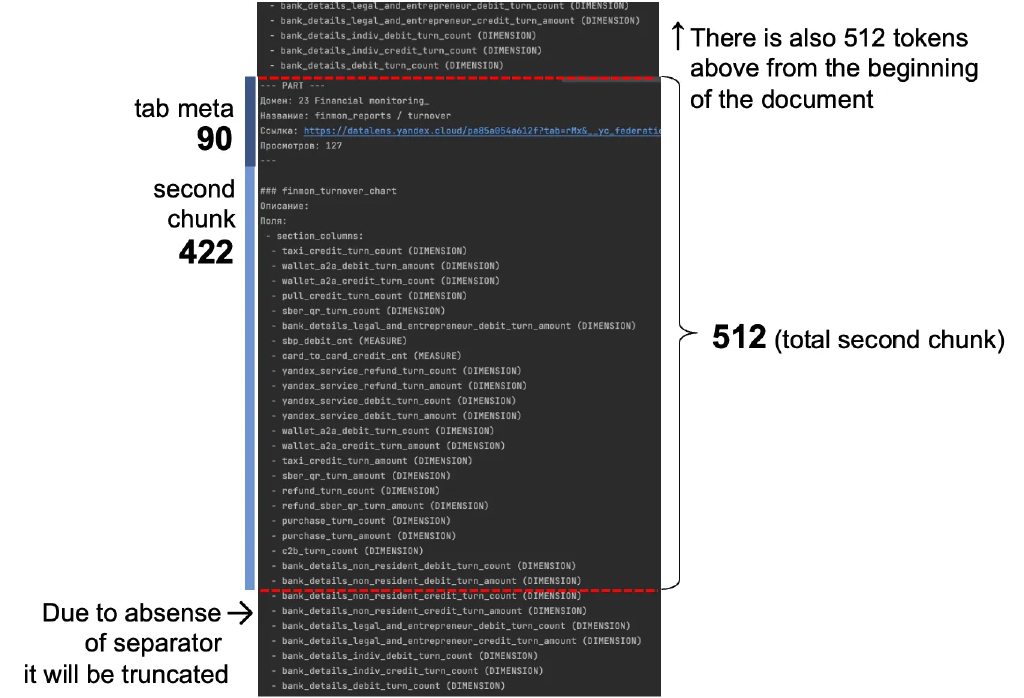 - bank_details_legal_and_entrepreneur_debit_turn_count (DIMENSION)
- bank_details_legal_and_entrepreneur_credit_turn_amount (DIMENSION)
- bank_details_indiv_debit_turn_count (DIMENSION)
- bank_details_indiv_credit_turn_count (DIMENSION)
- bank_details_debit_turn_count (DIMENSION)
↑ There is also 512 tokens
above from the beginning
of the document
--- PART ---
Домен: 23 Financial monitoring_
Название: finmon_reports / turnover
Ссылка: https://datalens.yandex.cloud/pa85a054a612f?tab=rMx&__yc_federatio
Просмотров: 127
---
tab meta
90
second
chunk
422
### finmon_turnover_chart
Описание:
Поля:
- section_columns:
- taxi_credit_turn_count (DIMENSION)
- wallet_a2a_debit_turn_amount (DIMENSION)
- wallet_a2a_credit_turn_count (DIMENSION)
- pull_credit_turn_count (DIMENSION)
- sber_qr_turn_count (DIMENSION)
- bank_details_legal_and_entrepreneur_debit_turn_amount (DIMENSION)
- sbp_debit_cnt (MEASURE)
- card_to_card_credit_cnt (MEASURE)
- yandex_service_refund_turn_count (DIMENSION)
- yandex_service_refund_turn_amount (DIMENSION)
- yandex_service_debit_turn_count (DIMENSION)
- yandex_service_debit_turn_amount (DIMENSION)
- wallet_a2a_debit_turn_count (DIMENSION)
- wallet_a2a_credit_turn_amount (DIMENSION)
- taxi_credit_turn_amount (DIMENSION)
- sber_qr_turn_amount (DIMENSION)
- refund_turn_count (DIMENSION)
- refund_sber_qr_turn_amount (DIMENSION)
- purchase_turn_count (DIMENSION)
- purchase_turn_amount (DIMENSION)
- c2b_turn_count (DIMENSION)
- bank_details_non_resident_debit_turn_count (DIMENSION)
- bank_details_non_resident_debit_turn_amount (DIMENSION)
512 (total second chunk)
- bank_details_non_resident_credit_turn_count (DIMENSION)
- bank_details_non_resident_credit_turn_amount (DIMENSION)
- bank_details_legal_and_entrepreneur_debit_turn_count (DIMENSION)
- bank_details_legal_and_entrepreneur_credit_turn_amount (DIMENSION)
- bank_details_indiv_debit_turn_count (DIMENSION)
- bank_details_indiv_credit_turn_count (DIMENSION)
- bank_details_debit_turn_count (DIMENSION)
Due to absense →
of separator
it will be truncated